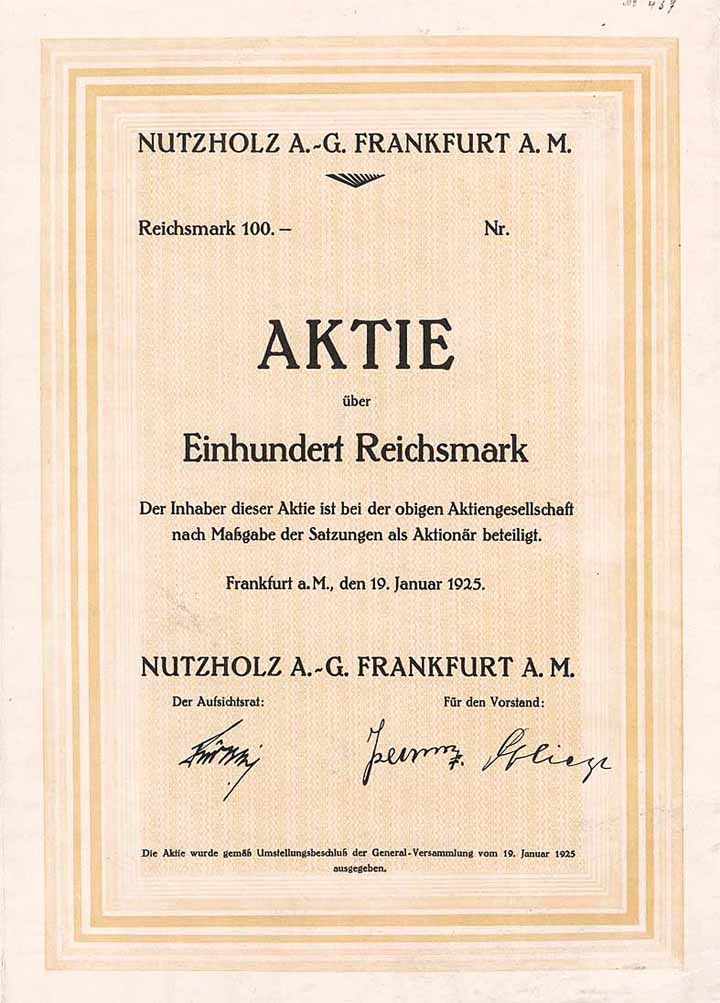 NUTZHOLZ A.-G. FRANKFURT A. M.
Reichsmark 100. — Nr.
AKTIE
über
Einhundert Reichsmark
Der Inhaber dieser Aktie ist bei der obigen Aktiengesellschaft
nach Maßgabe der Satzungen als Aktionär beteiligt.
Frankfurt a. M., den 19. Januar 1925.
NUTZHOLZ A.-G. FRANKFURT A. M.
Der Aufsichtsrat: Für den Vorstand:
Die Aktie wurde gemäß Umstellungsbeschluß der General-Versammlung vom 19. Januar 1925
ausgegeben.